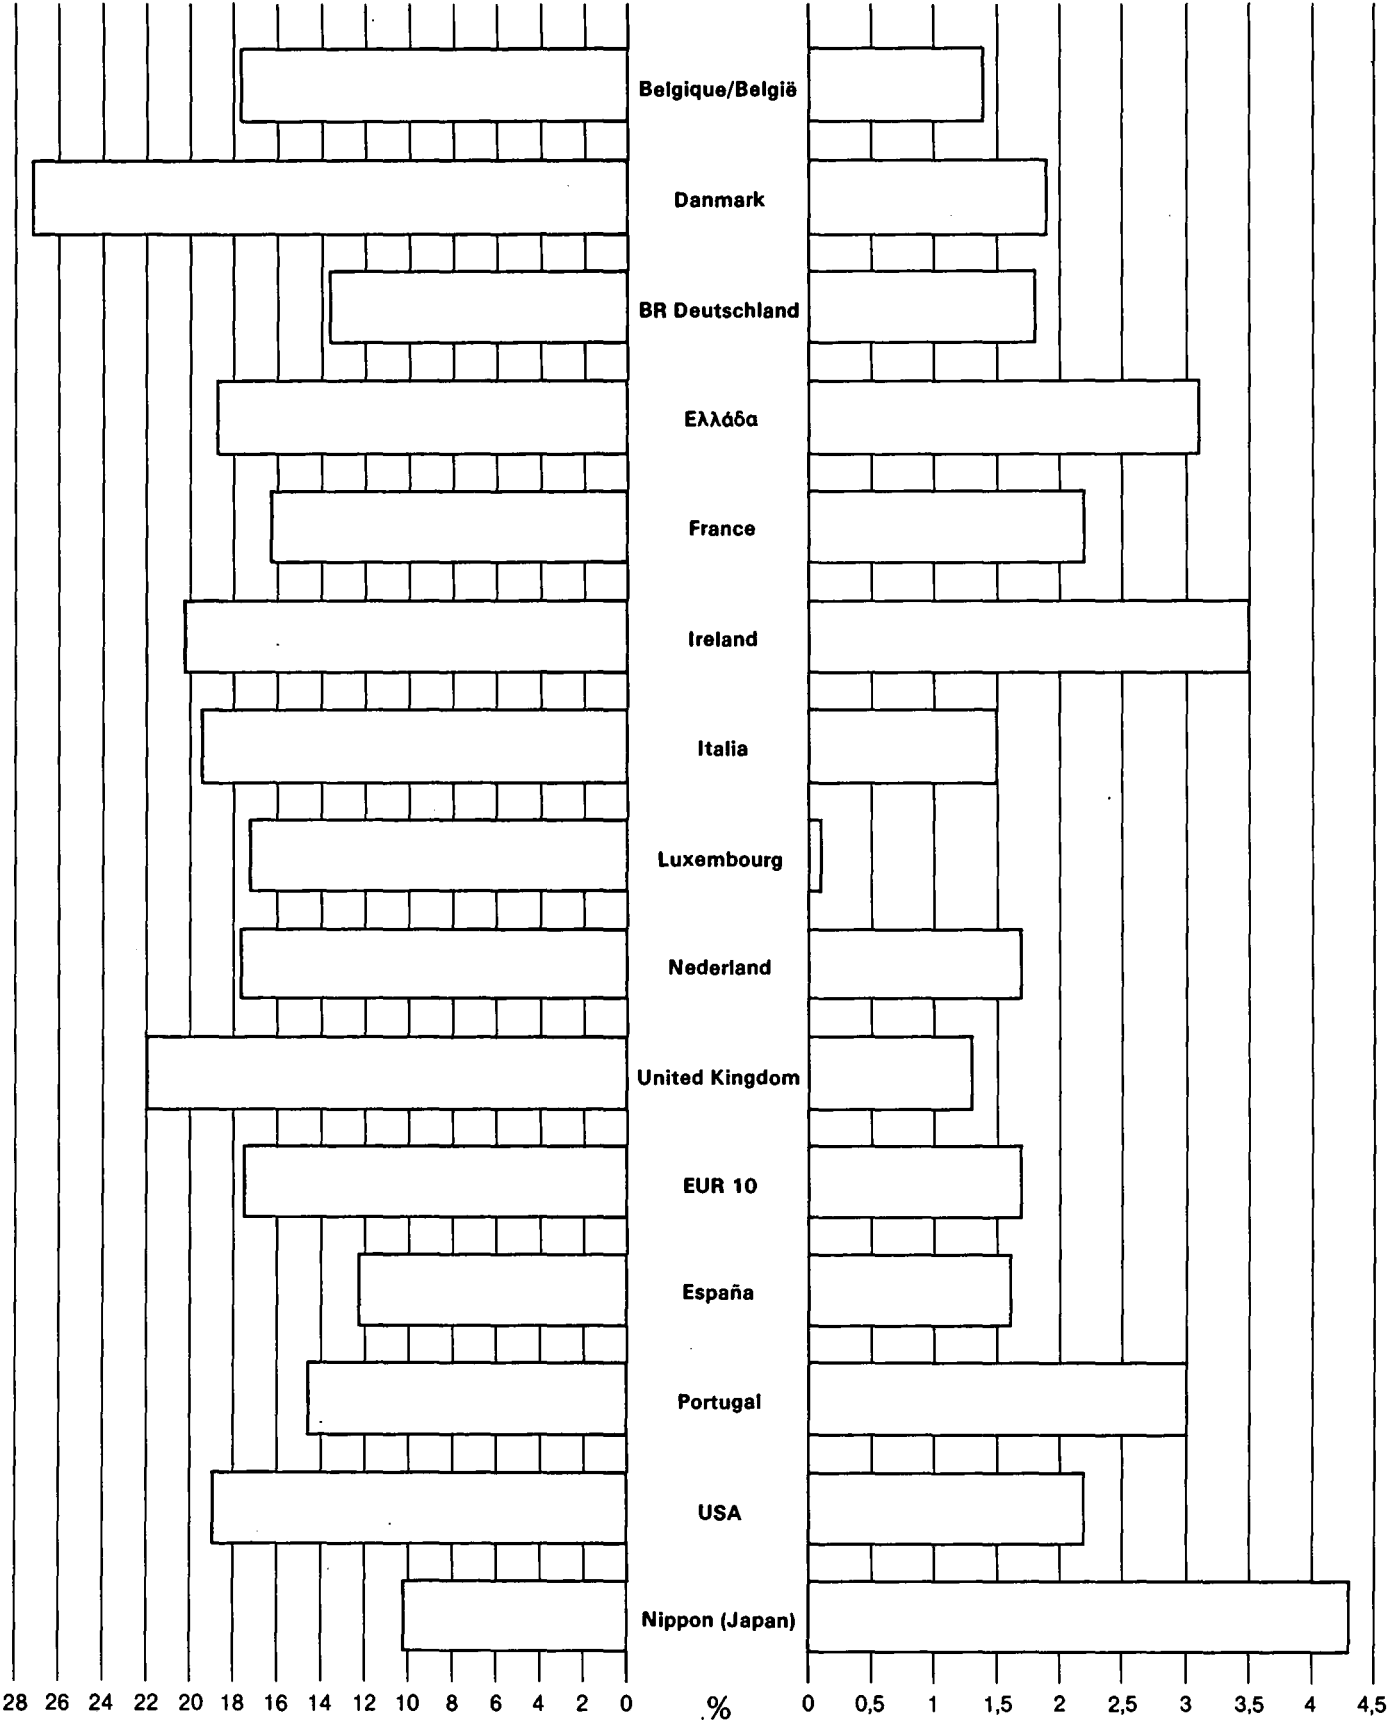 Belgique/België
Danmark
BR Deutschland
Ελλάδα
France
Ireland
Italia
Luxembourg
Nederland
United Kingdom
EUR 10
España
Portugal
USA
Nippon (Japan)
28 26 24 22 20 18 16 14 12 10 8 6 4 2 0 % 0 0,5 1 1,5 2 2,5 3 3,5 4 4,5